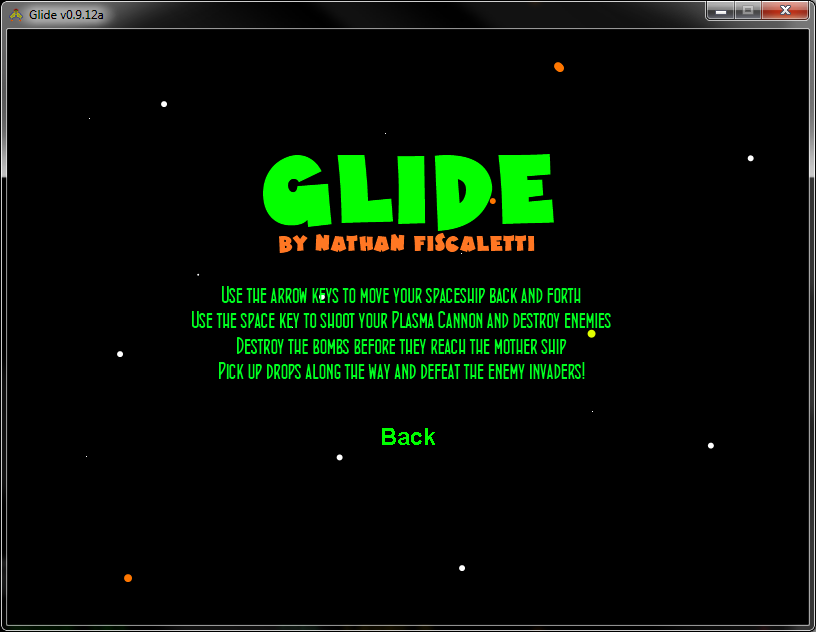 Glide v0.9.12a
GLIDE
BY NATHAN FISCALETTI
Use the arrow keys to move your spaceship back and forth
Use the space key to shoot your Plasma Cannon and destroy enemies
Destroy the bombs before they reach the mother ship
Pick up drops along the way and defeat the enemy invaders!
Back